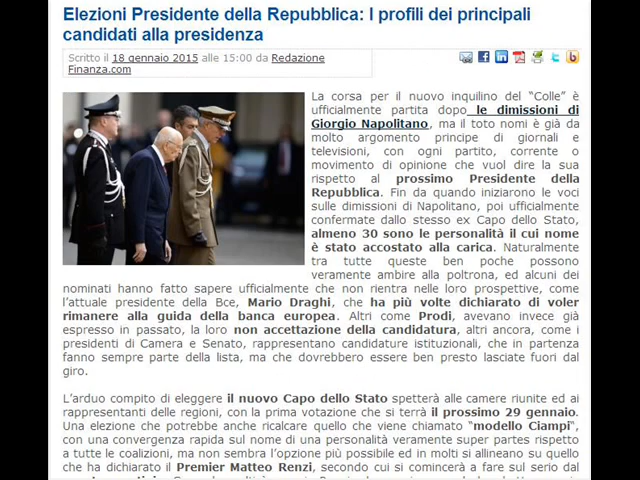 Elezioni Presidente della Repubblica: I profili dei principali
candidati alla presidenza
Scritto il 18 gennaio 2015 alle 15:00 da Redazione
Finanza.com
La corsa per il nuovo inquilino del "Colle" è
ufficialmente partita dopo le dimissioni di
Giorgio Napolitano, ma il toto nomi è già da
molto argomento principe di giornali e
televisioni, con ogni partito, corrente o
movimento di opinione che vuol dire la sua
rispetto al prossimo Presidente della
Repubblica. Fin da quando iniziarono le voci
sulle dimissioni di Napolitano, poi ufficialmente
confermate dallo stesso ex Capo dello Stato,
almeno 30 sono le personalità il cui nome
è stato accostato alla carica. Naturalmente
tra tutte queste ben poche possono
veramente ambire alla poltrona, ed alcuni dei
nominati hanno fatto sapere ufficialmente che non rientra nelle loro prospettive, come
l'attuale presidente della Bce, Mario Draghi, che ha più volte dichiarato di voler
rimanere alla guida della banca europea. Altri come Prodi, avevano invece già
espresso in passato, la loro non accettazione della candidatura, altri ancora, come i
presidenti di Camera e Senato, rappresentano candidature istituzionali, che in partenza
fanno sempre parte della lista, ma che dovrebbero essere ben presto lasciate fuori dal
giro.
L'arduo compito di eleggere il nuovo Capo dello Stato spetterà alle camere riunite ed ai
rappresentanti delle regioni, con la prima votazione che si terrà il prossimo 29 gennaio.
Una elezione che potrebbe anche ricalcare quello che viene chiamato "modello Ciampi",
con una convergenza rapida sul nome di una personalità veramente super partes rispetto
a tutte le coalizioni, ma non sembra l'opzione più possibile ed in molti si allineano su quello
che ha dichiarato il Premier Matteo Renzi, secondo cui si comincerà a fare sul serio dal